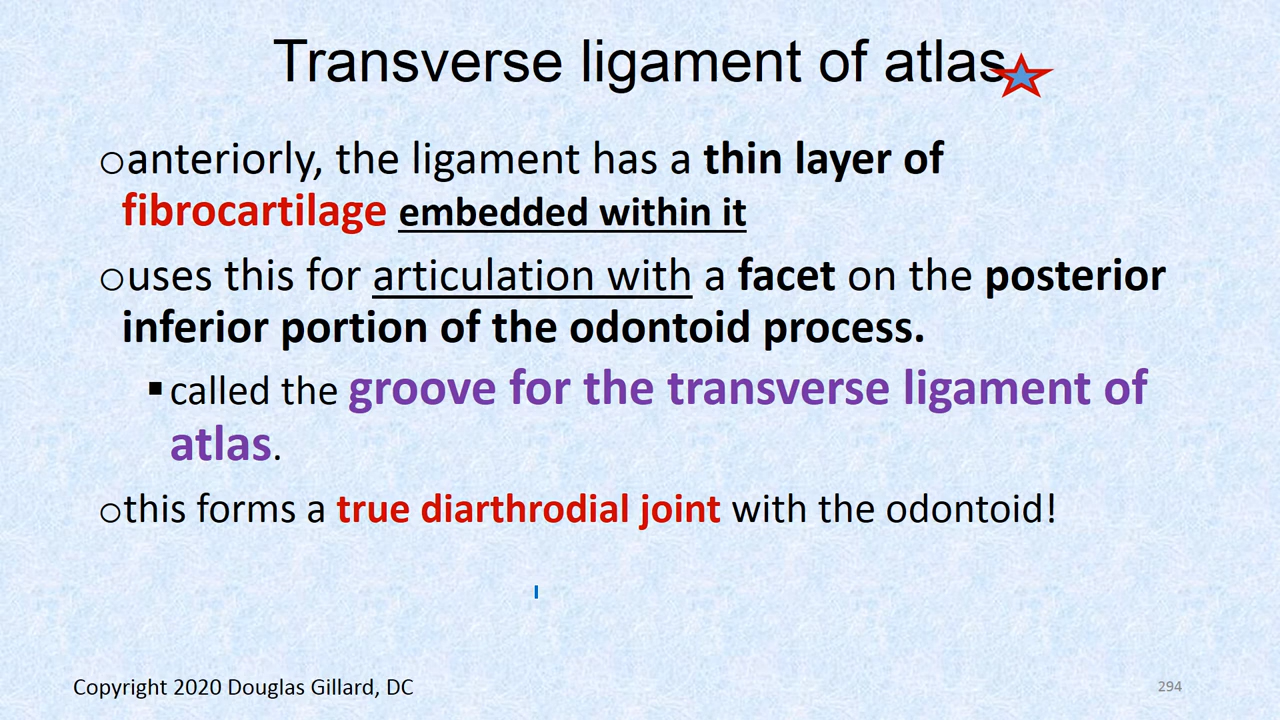 Transverse ligament of atlas
○anteriorly, the ligament has a thin layer of
fibrocartilage embedded within it
○uses this for articulation with a facet on the posterior
inferior portion of the odontoid process.
▪called the groove for the transverse ligament of
atlas.
○this forms a true diarthrodial joint with the odontoid!
Copyright 2020 Douglas Gillard, DC
294